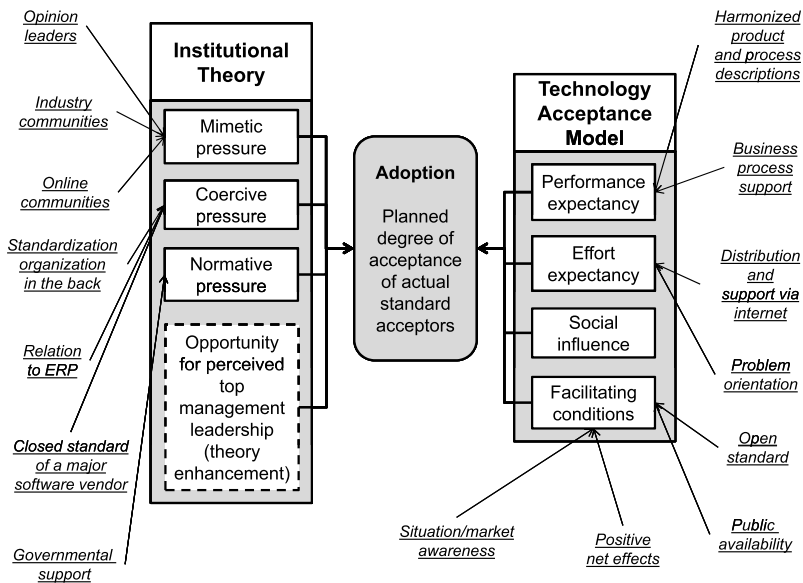 Opinion
leaders
Industry
communities
Online
communities
Standardization
organization
in the back
Relation
to ERP
Closed standard
of a major
software vendor
Governmental
support
Institutional
Theory
Mimetic
pressure
Coercive
pressure
Normative
pressure
Opportunity
for perceived
top
management
leadership
(theory
enhancement)
Adoption
Planned
degree of
acceptance
of actual
standard
acceptors
Technology
Acceptance
Model
Performance
expectancy
Effort
expectancy
Social
influence
Facilitating
conditions
Harmonized
product
and process
descriptions
Business
process
support
Distribution
and
support via
internet
Problem
orientation
Open
standard
Public
availability
Situation/market
awareness
Positive
net effects